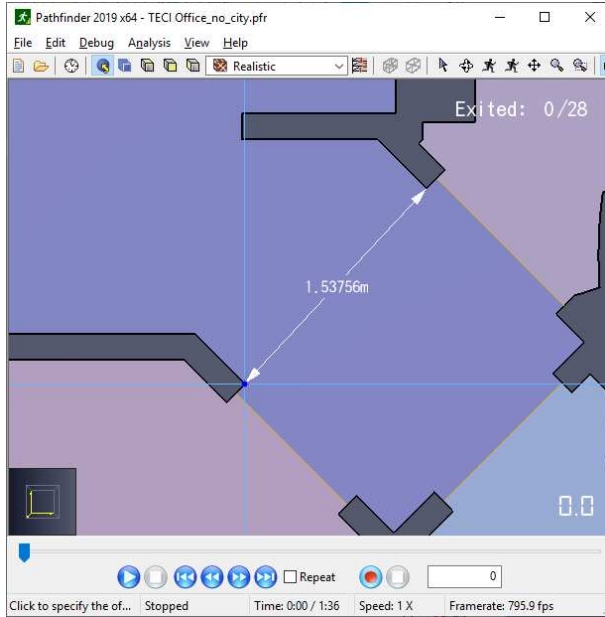 Pathfinder 2019 x64 - TECI Office_no_city.pfr
File Edit Debug Analysis View Help
Realistic
Exited: 0/28
1.53756m
0.0
Repeat
0
Click to specify the of... Stopped Time: 0:00 / 1:36 Speed: 1 X Framerate: 795.9 fps